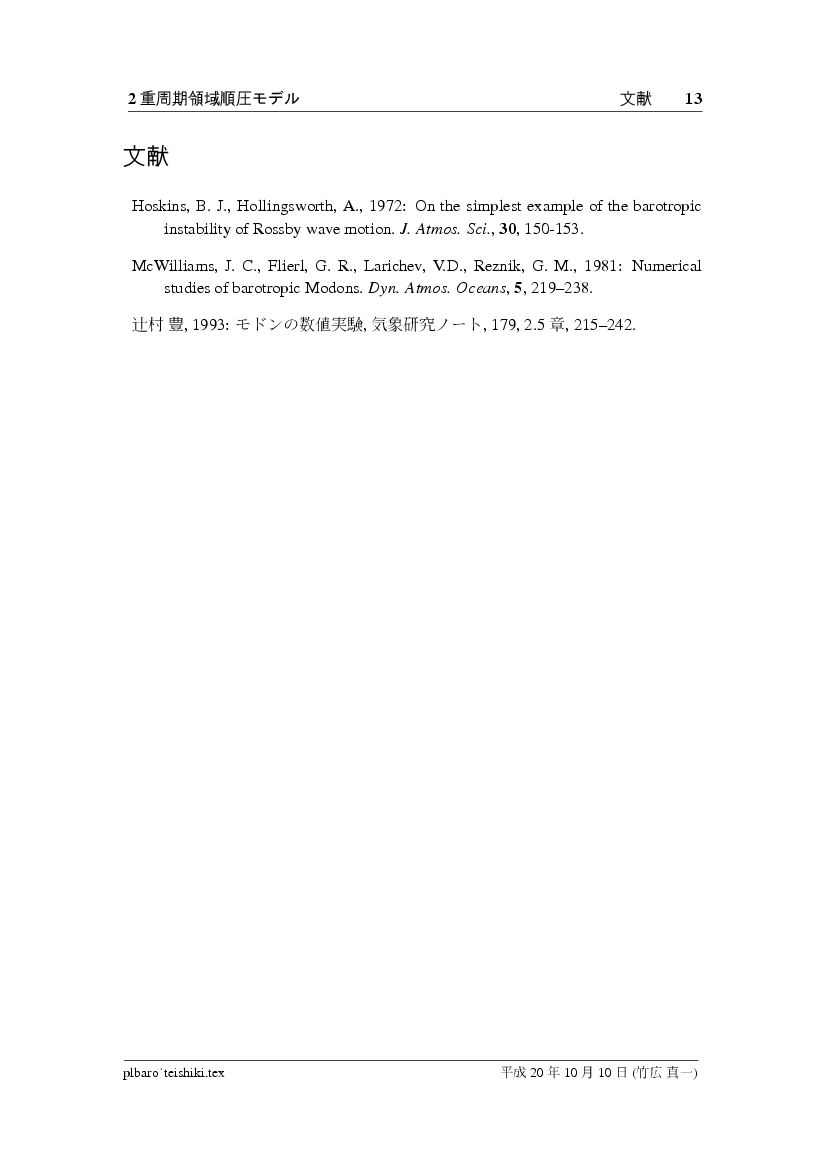 2 重周期領域順圧モデル 文献 13
文献
Hoskins, B. J., Hollingsworth, A., 1972: On the simplest example of the barotropic
instability of Rossby wave motion. J. Atmos. Sci., 30, 150-153.
McWilliams, J. C., Flierl, G. R., Larichev, V.D., Reznik, G. M., 1981: Numerical
studies of barotropic Modons. Dyn. Atmos. Oceans, 5, 219–238.
辻村 豊, 1993: モドンの数値実験, 気象研究ノート, 179, 2.5 章, 215–242.
plbaro˙teishiki.tex 平成 20 年 10 月 10 日 (竹広 真一)